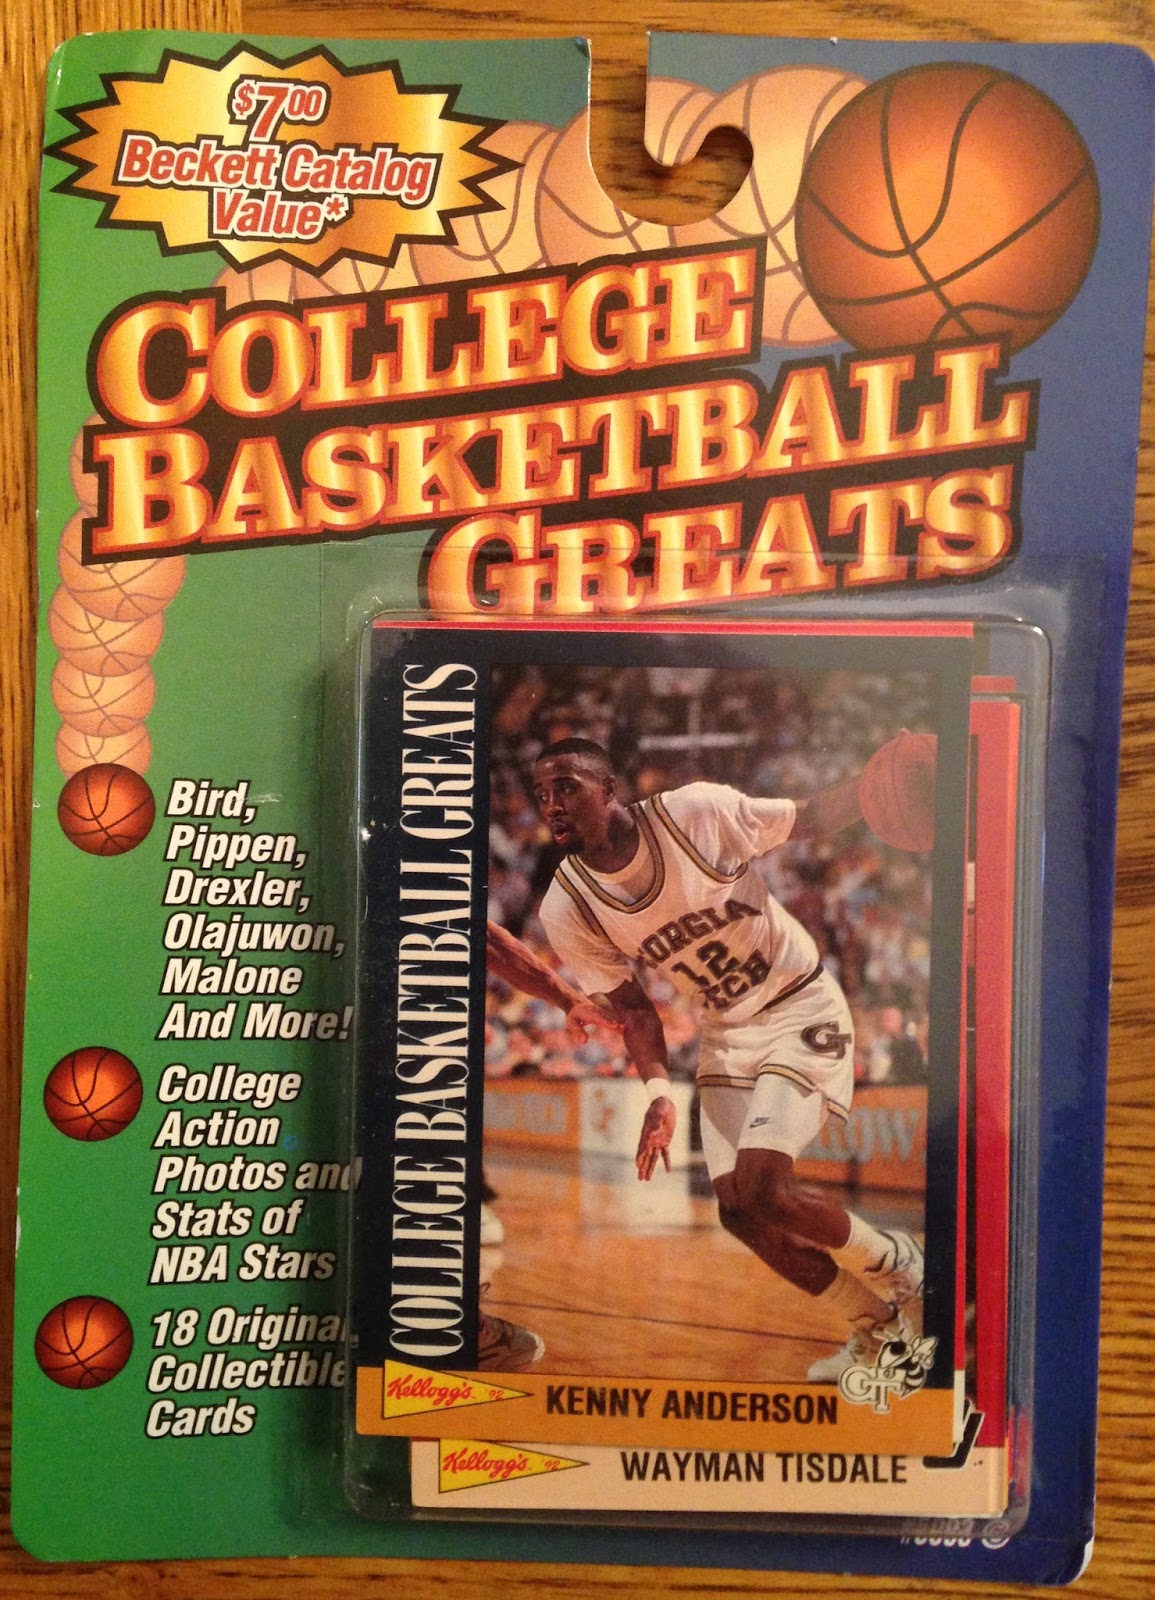 $7.00
Beckett Catalog
Value*
COLLEGE
BASKETBALL
GREATS
Bird,
Pippen,
Drexler,
Olajuwon,
Malone
And More!
College
Action
Photos and
Stats of
NBA Stars
18 Original
Collectible
Cards
COLLEGE BASKETBALL GREATS
GEORGIA
12
TECH
GT
GT
Kellogg's '92
KENNY ANDERSON
Kellogg's '92
WAYMAN TISDALE